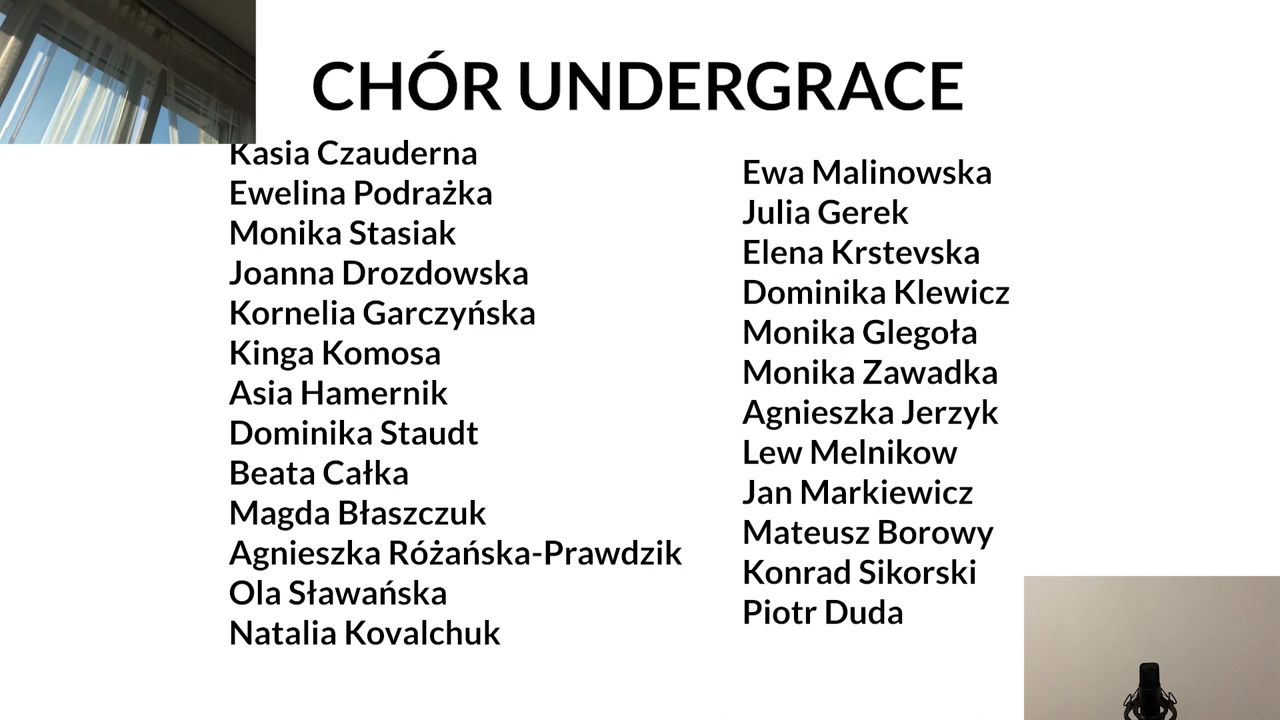 CHÓR UNDERGRACE
Kasia Czauderna
Ewelina Podrażka
Monika Stasiak
Joanna Drozdowska
Kornelia Garczyńska
Kinga Komosa
Asia Hamernik
Dominika Staudt
Beata Całka
Magda Błaszczuk
Agnieszka Różańska-Prawdzik
Ola Sławańska
Natalia Kovalchuk
Ewa Malinowska
Julia Gerek
Elena Krstevska
Dominika Klewicz
Monika Glegoła
Monika Zawadka
Agnieszka Jerzyk
Lew Melnikow
Jan Markiewicz
Mateusz Borowy
Konrad Sikorski
Piotr Duda